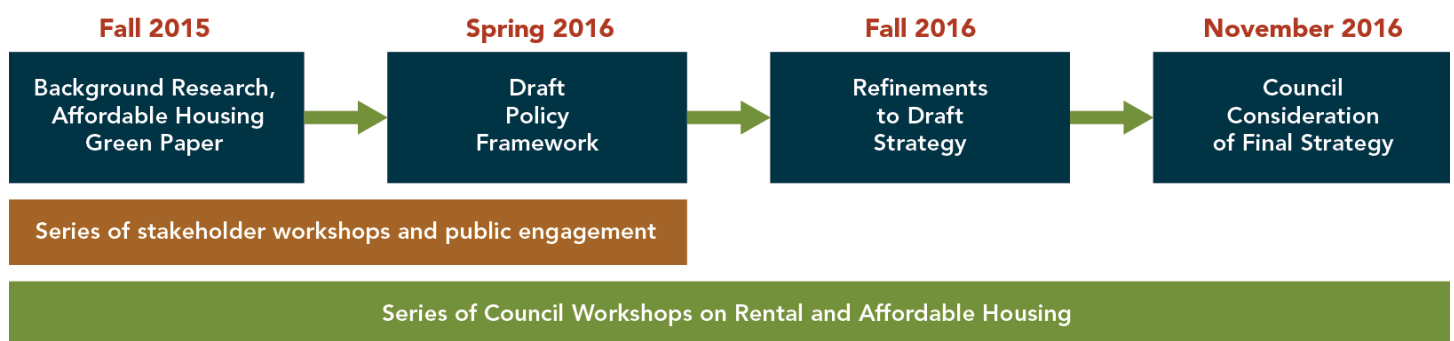 Fall 2015
Spring 2016
Fall 2016
November 2016
Background Research,
Affordable Housing
Green Paper
Draft
Policy
Framework
Refinements
to Draft
Strategy
Council
Consideration
of Final Strategy
Series of stakeholder workshops and public engagement
Series of Council Workshops on Rental and Affordable Housing